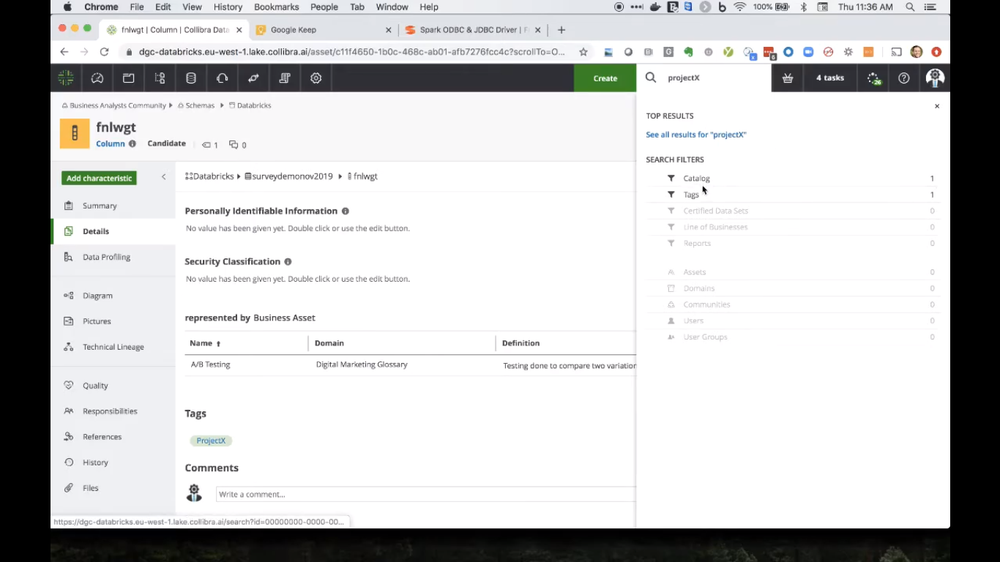 Chrome File Edit View History Bookmarks People Tab Window Help 100% Thu 11:36 AM
fnlwgt | Column | Collibra Data Google Keep Spark ODBC & JDBC Driver | F
dgc-databricks.eu-west-1.lake.collibra.ai/asset/c11f4650-1b0c-468c-ab01-afb7276fcc4c?scrollTo=O... 6
Create projectX 4 tasks 26
Business Analysts Community Schemas Databricks
fnlwgt
Column Candidate 1 0
TOP RESULTS
See all results for "projectX"
SEARCH FILTERS
Catalog 1
Tags 1
Certified Data Sets 0
Line of Businesses 0
Reports 0
Assets 0
Domains 0
Communities 0
Users 0
User Groups 0
Add characteristic
Summary
Details
Data Profiling
Diagram
Pictures
Technical Lineage
Quality
Responsibilities
References
History
Files
Databricks surveydemonov2019 fnlwgt
Personally Identifiable Information
No value has been given yet. Double click or use the edit button.
Security Classification
No value has been given yet. Double click or use the edit button.
represented by Business Asset
Name Domain Definition
A/B Testing Digital Marketing Glossary Testing done to compare two variation
Tags
ProjectX
Comments
Write a comment...
https://dgc-databricks.eu-west-1.lake.collibra.ai/search?id=00000000-0000-00...